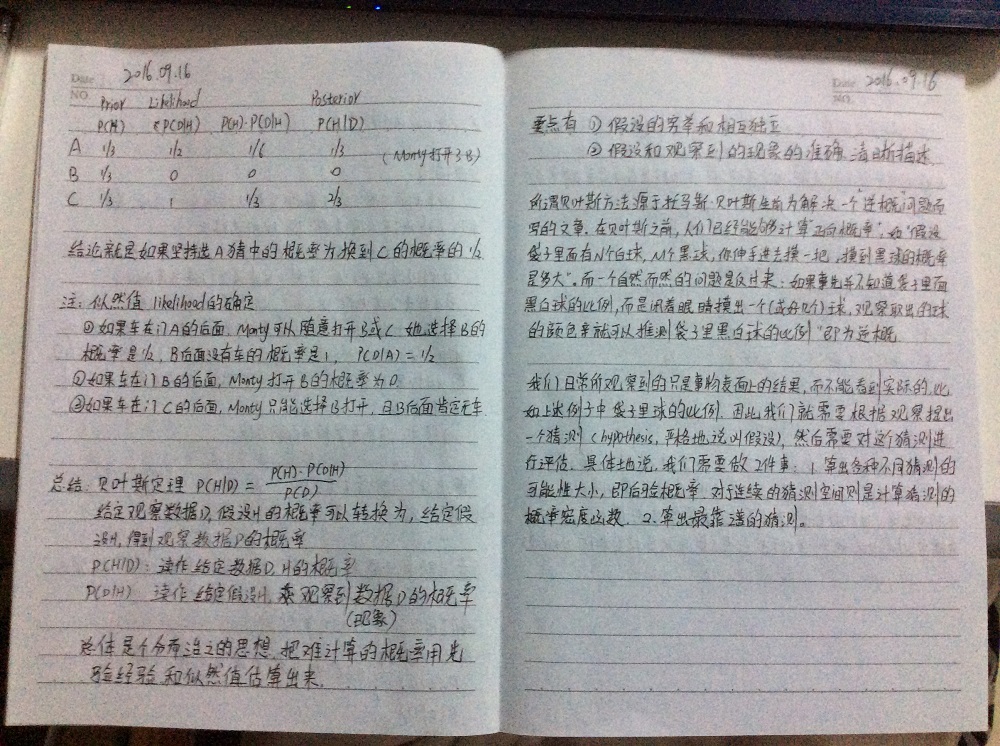 Date 2016.09.16
NO.
Prior Likelihood Posterior
P(H) P(D|H) P(H)·P(D|H) P(H|D)
A 1/3 1/2 1/6 1/3 (Monty打开了B)
B 1/3 0 0 0
C 1/3 1 1/3 2/3
结论就是如果坚持选A猜中的概率为换到C的概率的1/2
注: 似然值 likelihood的确定
①如果车在门A的后面, Monty可以随意打开B或C 她选择B的
概率是1/2, B后面没有车的概率是1, P(D|A) = 1/2
②如果车在门B的后面, Monty打开B的概率为0
③如果车在门C的后面, Monty只能选择B打开, 且B后面肯定无车
总结: 贝叶斯定理 P(H|D) = P(H)·P(D|H) / P(D)
给定观察数据D, 假设H的概率可以转换为, 给定假
设H, 得到观察数据D的概率
P(H|D): 读作 给定数据D, H的概率
P(D|H) 读作 给定假设H, 观察到数据D的概率
(现象)
总体是个分而治之的思想, 把难计算的概率用先
验经验和似然值估算出来.
Date 2016.09.16
NO.
要点有 ① 假设的穷举和相互独立
② 假设和观察到的现象的准确、清晰描述
所谓贝叶斯方法源于托马斯·贝叶斯生前为解决一个"逆概"问题而
写的文章. 在贝叶斯之前, 人们已经能够计算"正向概率", 如"假设
袋子里面有N个白球, M个黑球, 你伸手进去摸一把, 摸到黑球的概率
是多大". 而一个自然而然的问题是反过来: 如果事先并不知道袋子里面
黑白球的比例, 而是闭着眼睛摸出一个(或好几个)球, 观察取出的球
的颜色来就可以推测袋子里黑白球的比例" 即为逆概
我们日常所观察到的只是事物表面上的结果, 而不能看到实际的, 比
如上述例子中袋子里球的比例. 因此我们就需要根据观察提出
一个猜测 (hypothesis, 严格地说叫假设), 然后需要对这个猜测进
行评估. 具体地说, 我们需要做2件事: 1. 算出各种不同猜测的
可能性大小, 即后验概率. 对于连续的猜测空间则是计算猜测的
概率密度函数. 2. 算出最靠谱的猜测。